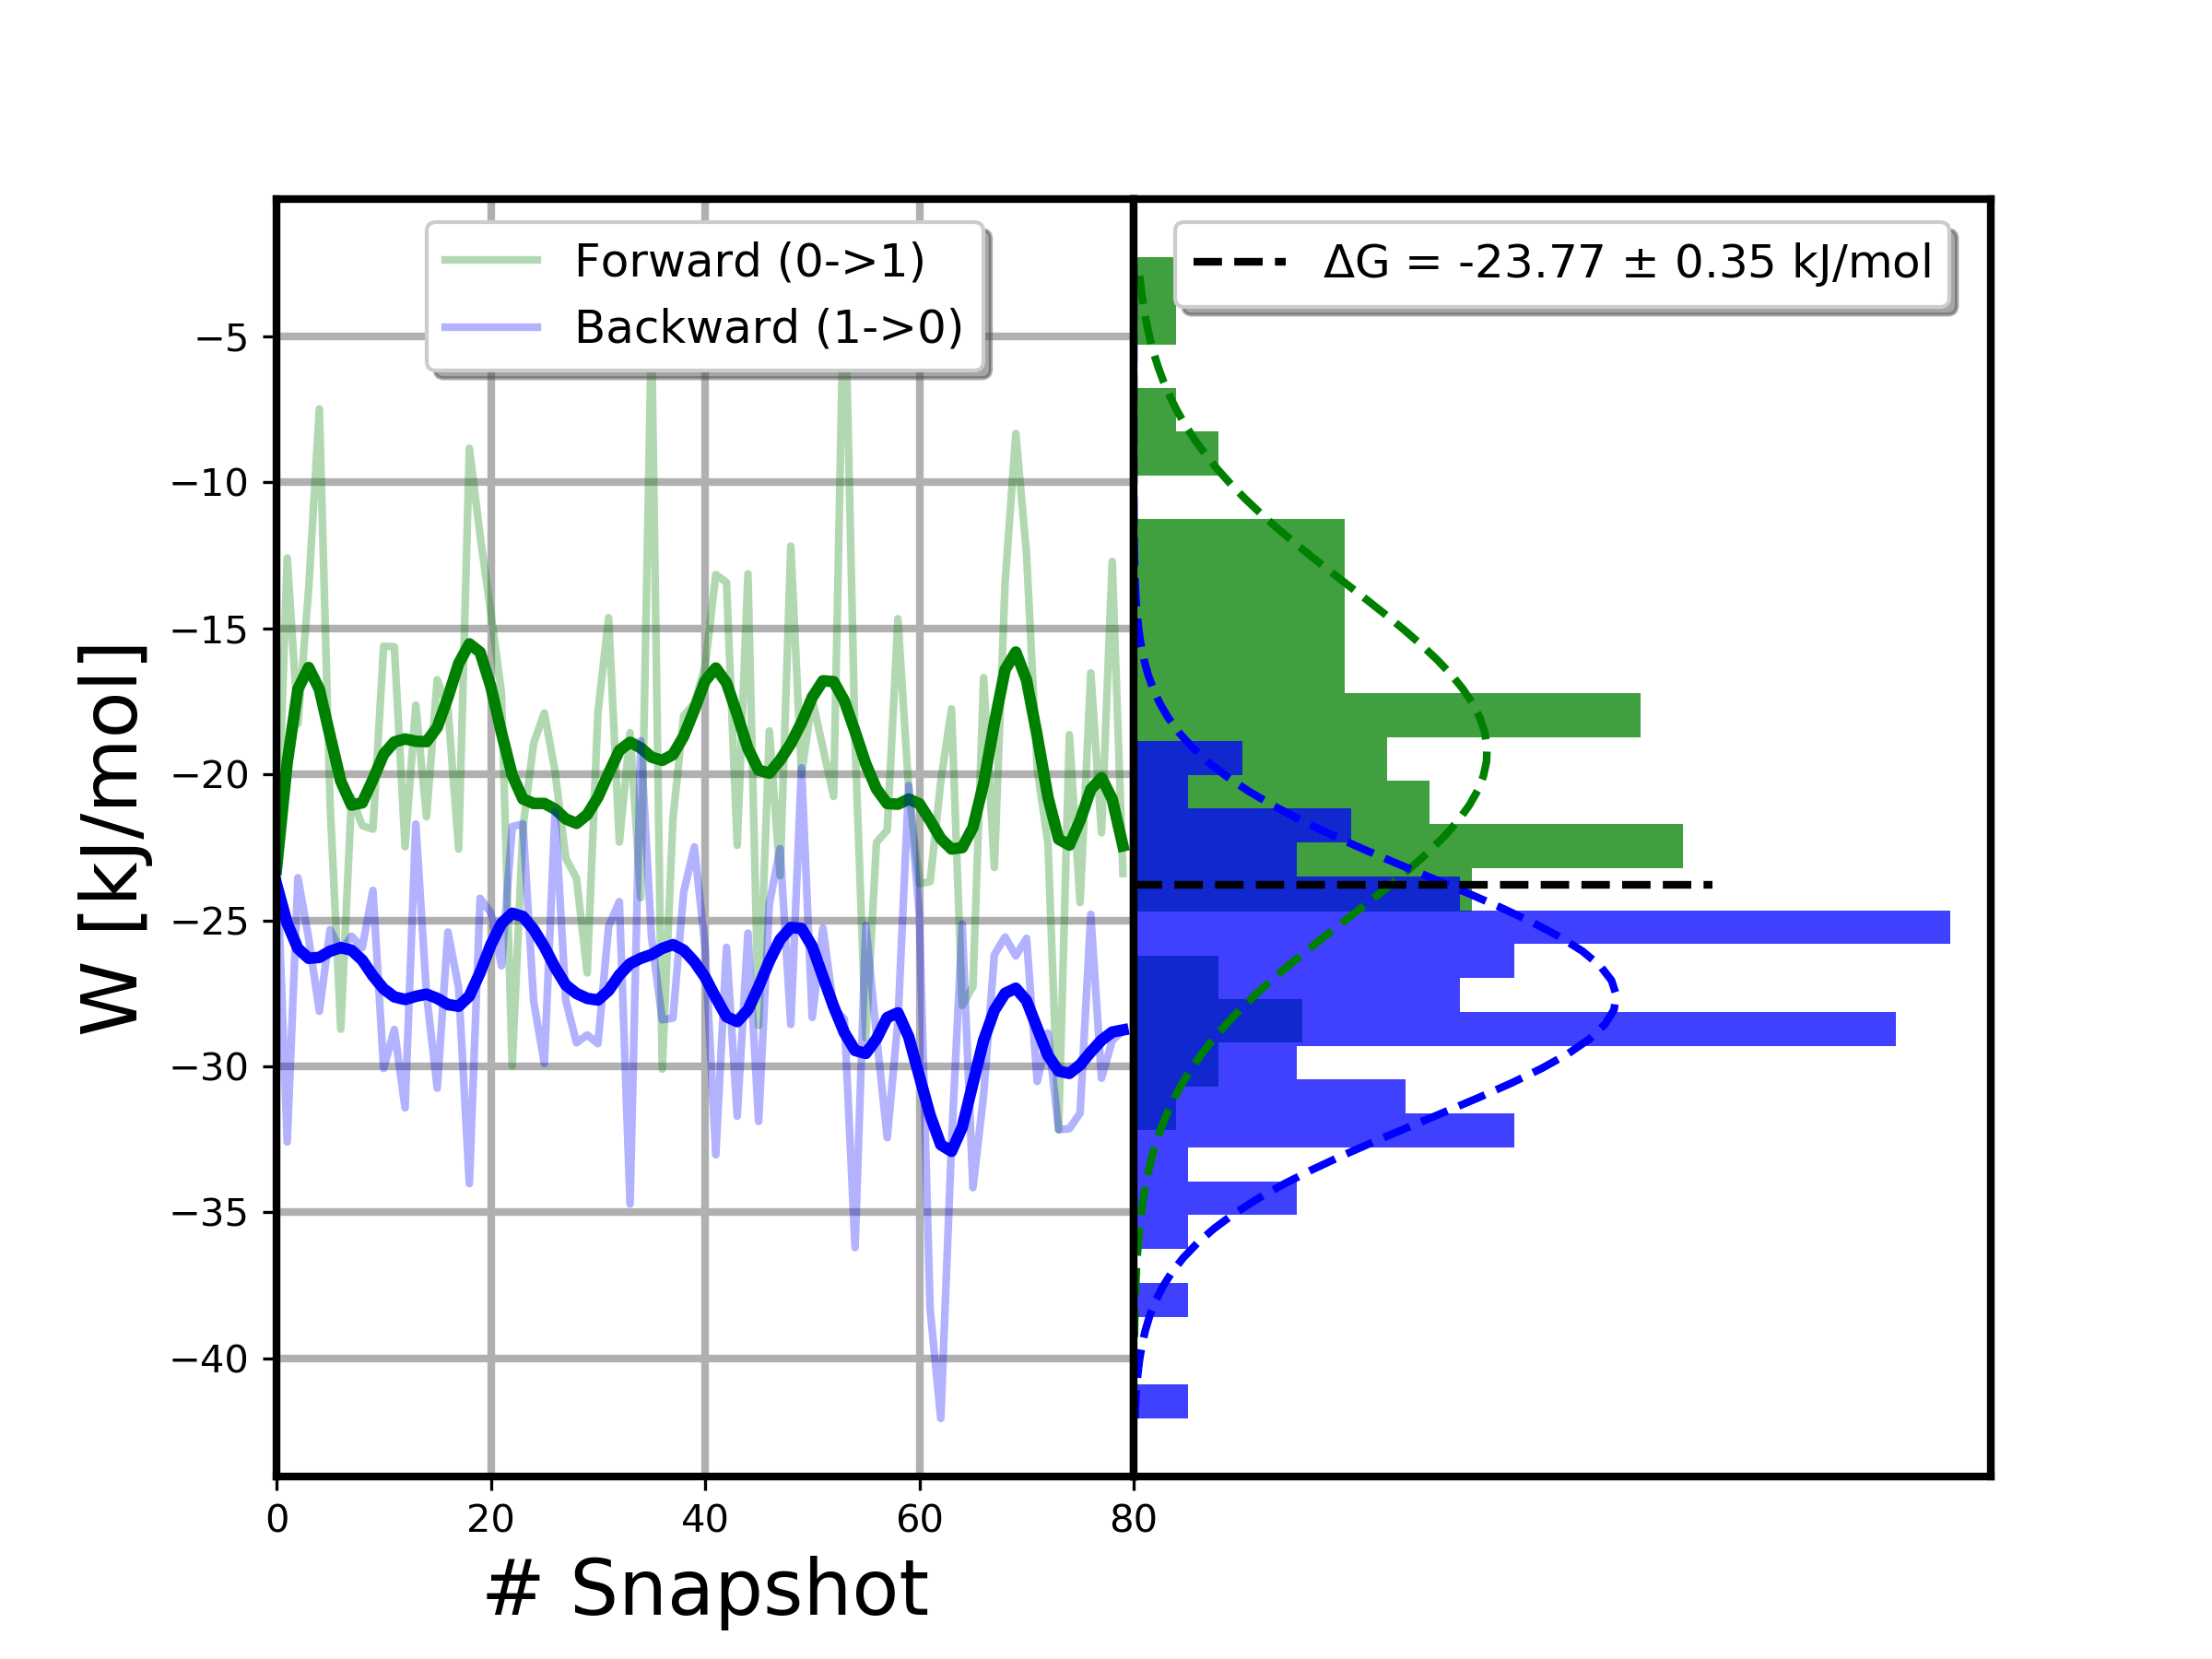 Forward (0->1)
Backward (1->0)
ΔG = -23.77 ± 0.35 kJ/mol
W [kJ/mol]
−5
−10
−15
−20
−25
−30
−35
−40
0 20 40 60 80
# Snapshot